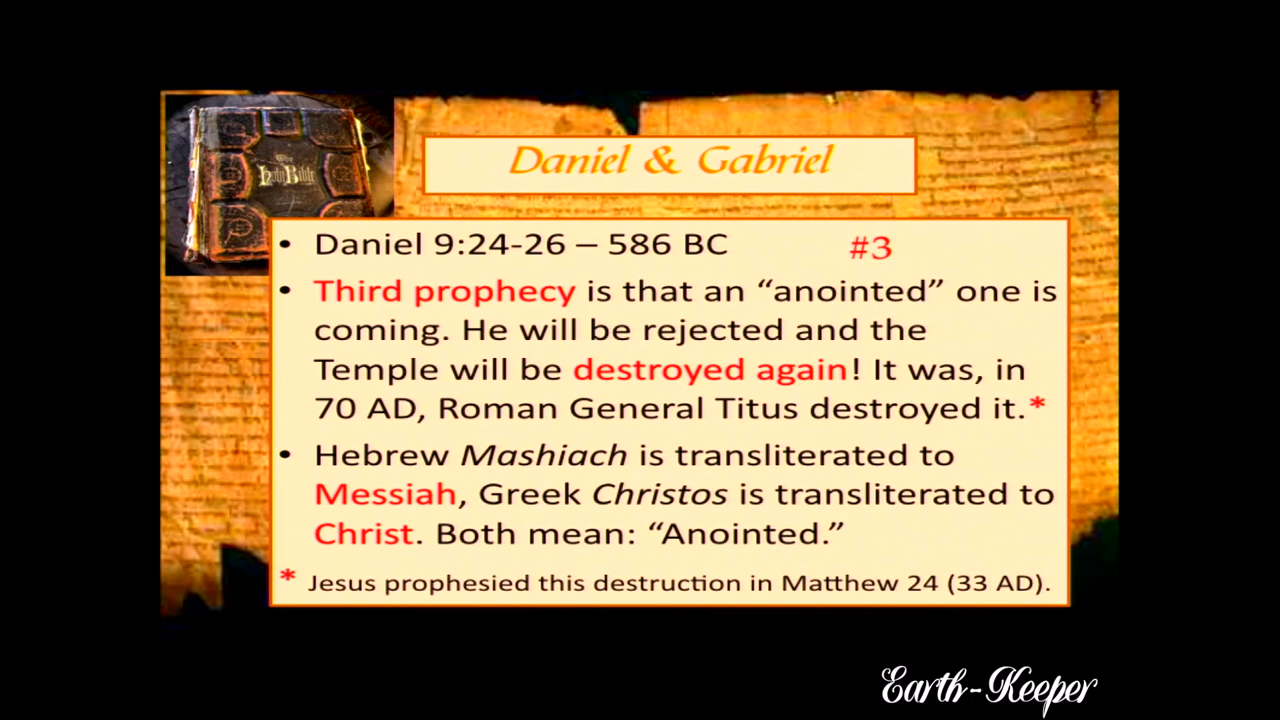 The
Holy Bible
Daniel & Gabriel
• Daniel 9:24-26 – 586 BC #3
• Third prophecy is that an “anointed” one is
coming. He will be rejected and the
Temple will be destroyed again! It was, in
70 AD, Roman General Titus destroyed it.*
• Hebrew Mashiach is transliterated to
Messiah, Greek Christos is transliterated to
Christ. Both mean: “Anointed.”
* Jesus prophesied this destruction in Matthew 24 (33 AD).
Earth-Keeper